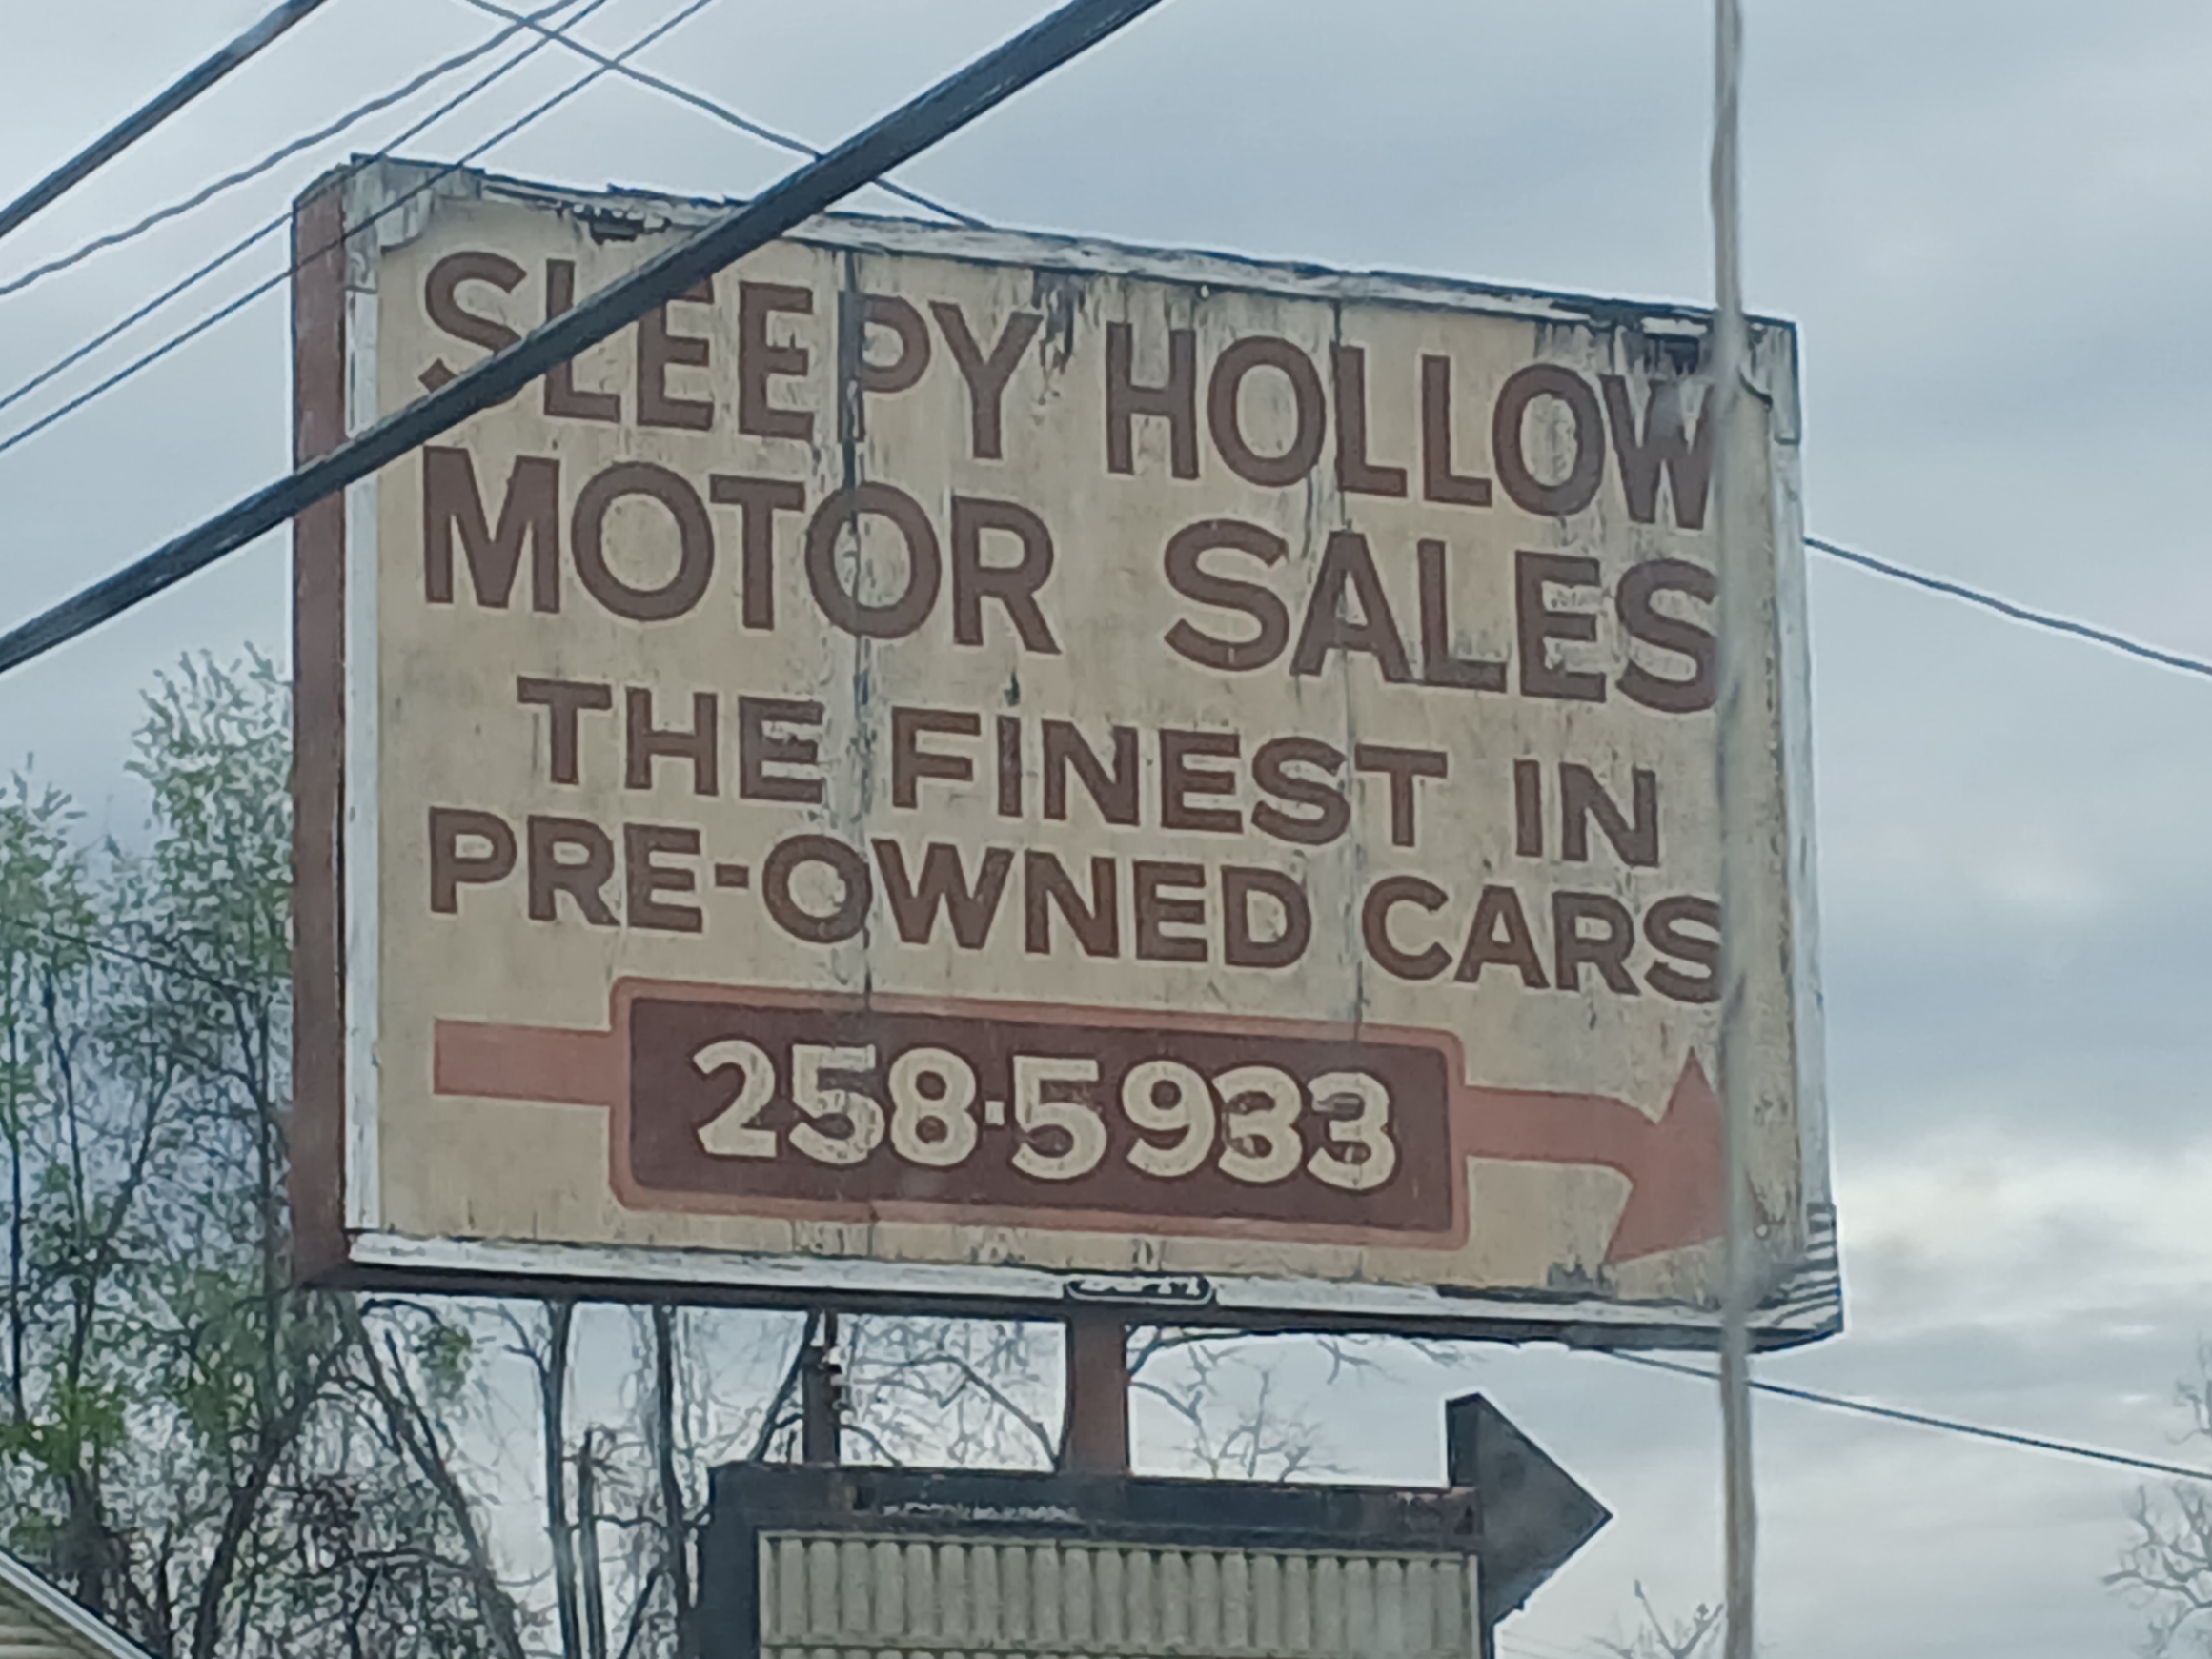 SLEEPY HOLLOW
MOTOR SALES
THE FINEST IN
PRE-OWNED CARS
258·5933